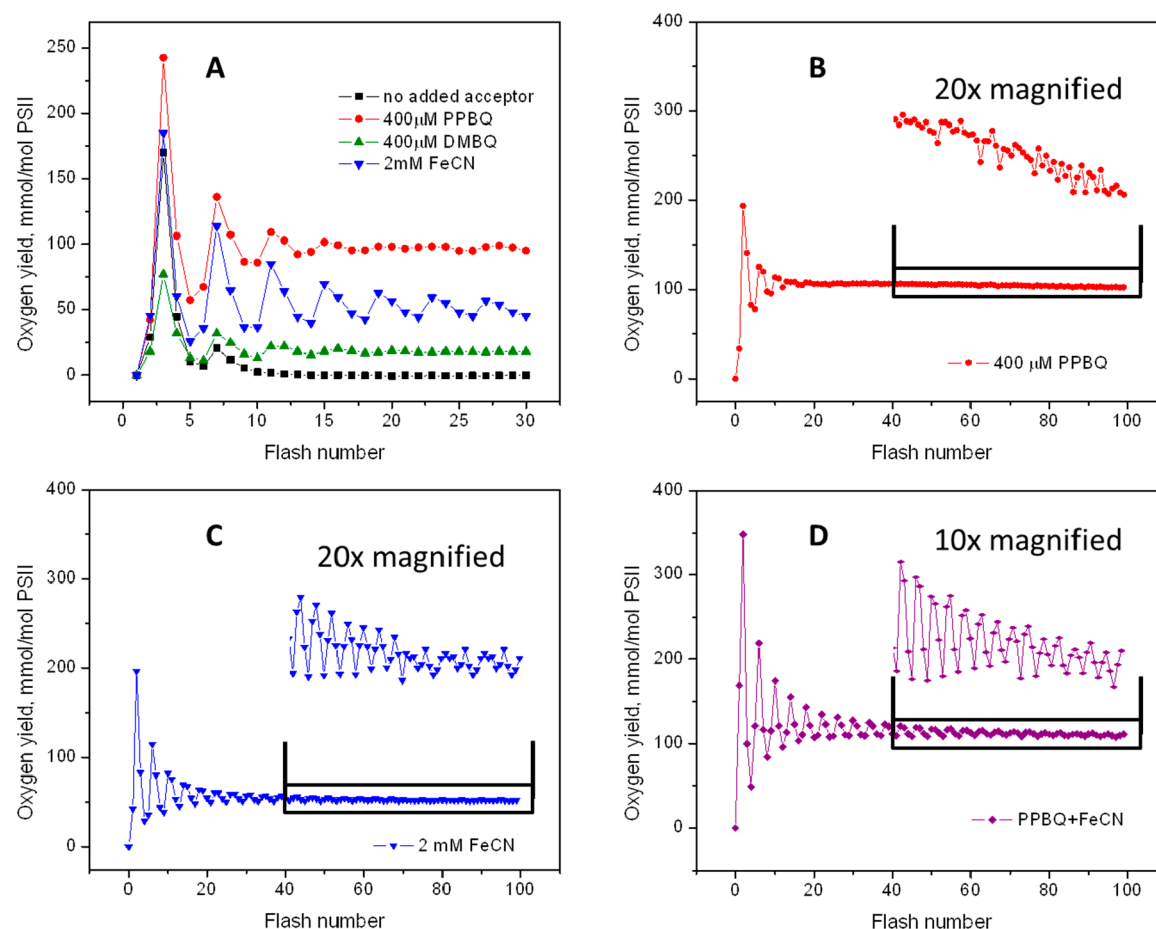 A
Oxygen yield, mmol/mol PSII
250
200
150
100
50
0
no added acceptor
400μM PPBQ
400μM DMBQ
2mM FeCN
0 5 10 15 20 25 30
Flash number
B
20x magnified
Oxygen yield, mmol/mol PSII
400
300
200
100
0
400 μM PPBQ
0 20 40 60 80 100
Flash number
C
20x magnified
Oxygen yield, mmol/mol PSII
400
300
200
100
0
2 mM FeCN
0 20 40 60 80 100
Flash number
D
10x magnified
Oxygen yield, mmol/mol PSII
400
300
200
100
0
PPBQ+FeCN
0 20 40 60 80 100
Flash number